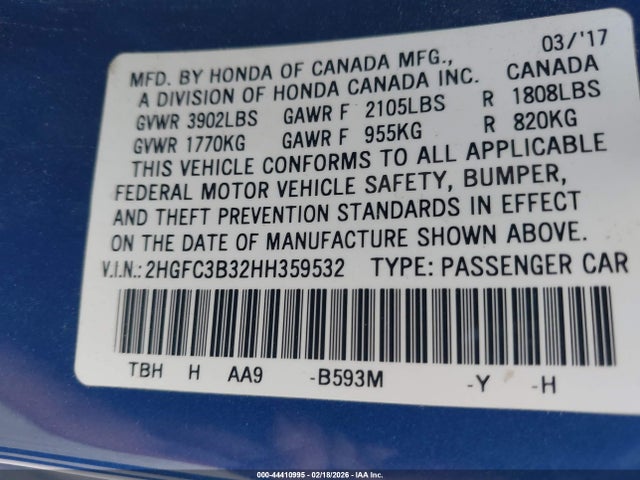 MFD. BY HONDA OF CANADA MFG., 03/'17
A DIVISION OF HONDA CANADA INC. CANADA
GVWR 3902LBS GAWR F 2105LBS R 1808LBS
GVWR 1770KG GAWR F 955KG R 820KG
THIS VEHICLE CONFORMS TO ALL APPLICABLE
FEDERAL MOTOR VEHICLE SAFETY, BUMPER,
AND THEFT PREVENTION STANDARDS IN EFFECT
ON THE DATE OF MANUFACTURE SHOWN ABOVE.
V.I.N.: 2HGFC3B32HH359532 TYPE: PASSENGER CAR
TBH H AA9 -B593M -Y -H
000-44410995 - 02/18/2026 - IAA Inc.